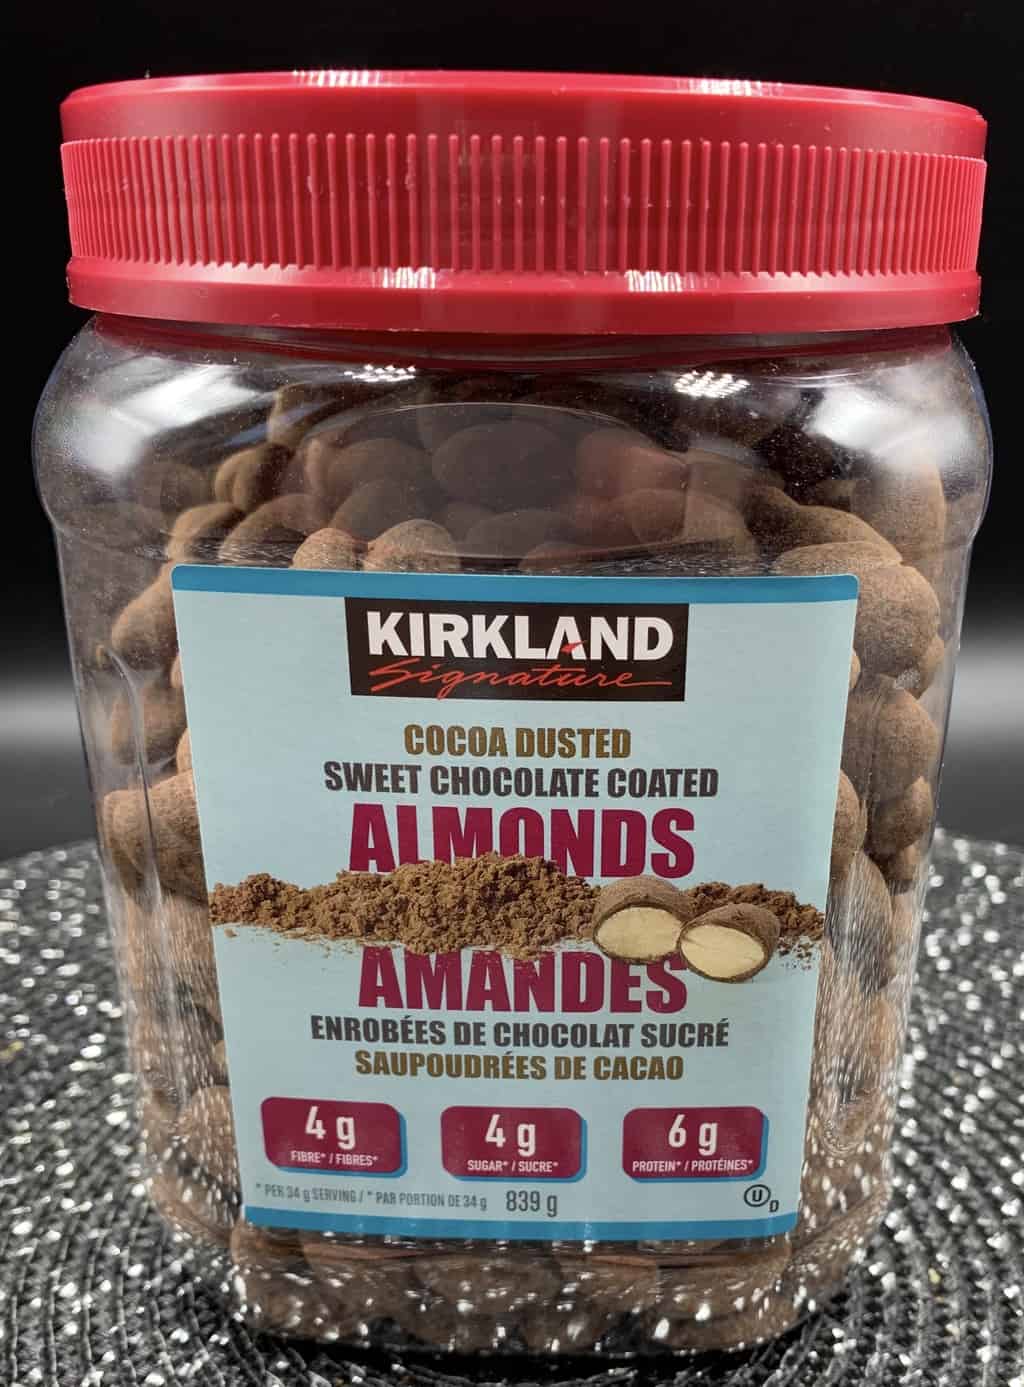 KIRKLAND
Signature
COCOA DUSTED
SWEET CHOCOLATE COATED
ALMONDS
AMANDES
ENROBÉES DE CHOCOLAT SUCRÉ
SAUPOUDRÉES DE CACAO
4 g
FIBRE* / FIBRES*
4 g
SUGAR* / SUCRE*
6 g
PROTEIN* / PROTÉINES*
* PER 34 g SERVING / * PAR PORTION DE 34 g 839 g
U D